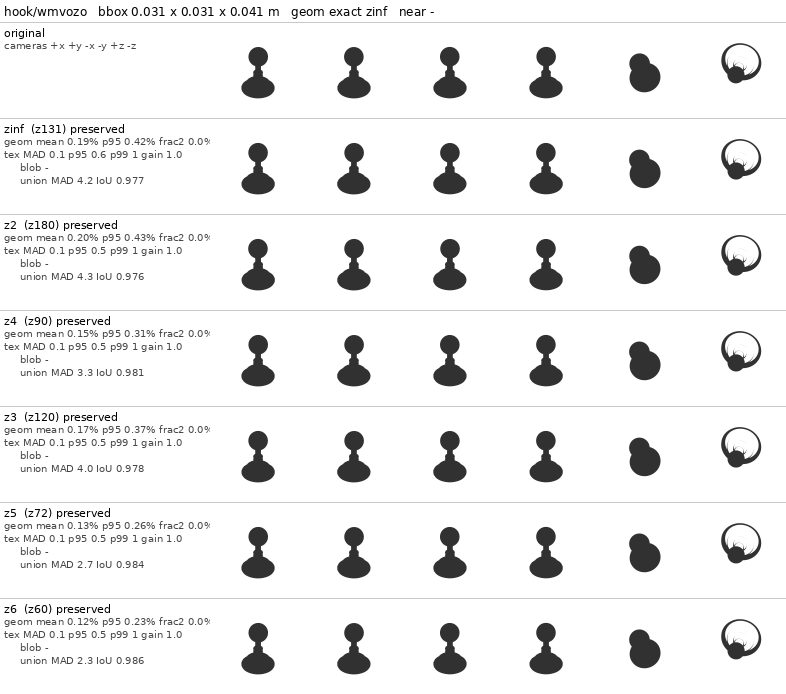 hook/wmvozo bbox 0.031 x 0.031 x 0.041 m geom exact zinf near -
original
cameras +x +y -x -y +z -z
zinf (z131) preserved
geom mean 0.19% p95 0.42% frac2 0.0%
tex MAD 0.1 p95 0.6 p99 1 gain 1.0
blob -
union MAD 4.2 IoU 0.977
z2 (z180) preserved
geom mean 0.20% p95 0.43% frac2 0.0%
tex MAD 0.1 p95 0.5 p99 1 gain 1.0
blob -
union MAD 4.3 IoU 0.976
z4 (z90) preserved
geom mean 0.15% p95 0.31% frac2 0.0%
tex MAD 0.1 p95 0.5 p99 1 gain 1.0
blob -
union MAD 3.3 IoU 0.981
z3 (z120) preserved
geom mean 0.17% p95 0.37% frac2 0.0%
tex MAD 0.1 p95 0.5 p99 1 gain 1.0
blob -
union MAD 4.0 IoU 0.978
z5 (z72) preserved
geom mean 0.13% p95 0.26% frac2 0.0%
tex MAD 0.1 p95 0.5 p99 1 gain 1.0
blob -
union MAD 2.7 IoU 0.984
z6 (z60) preserved
geom mean 0.12% p95 0.23% frac2 0.0%
tex MAD 0.1 p95 0.5 p99 1 gain 1.0
blob -
union MAD 2.3 IoU 0.986